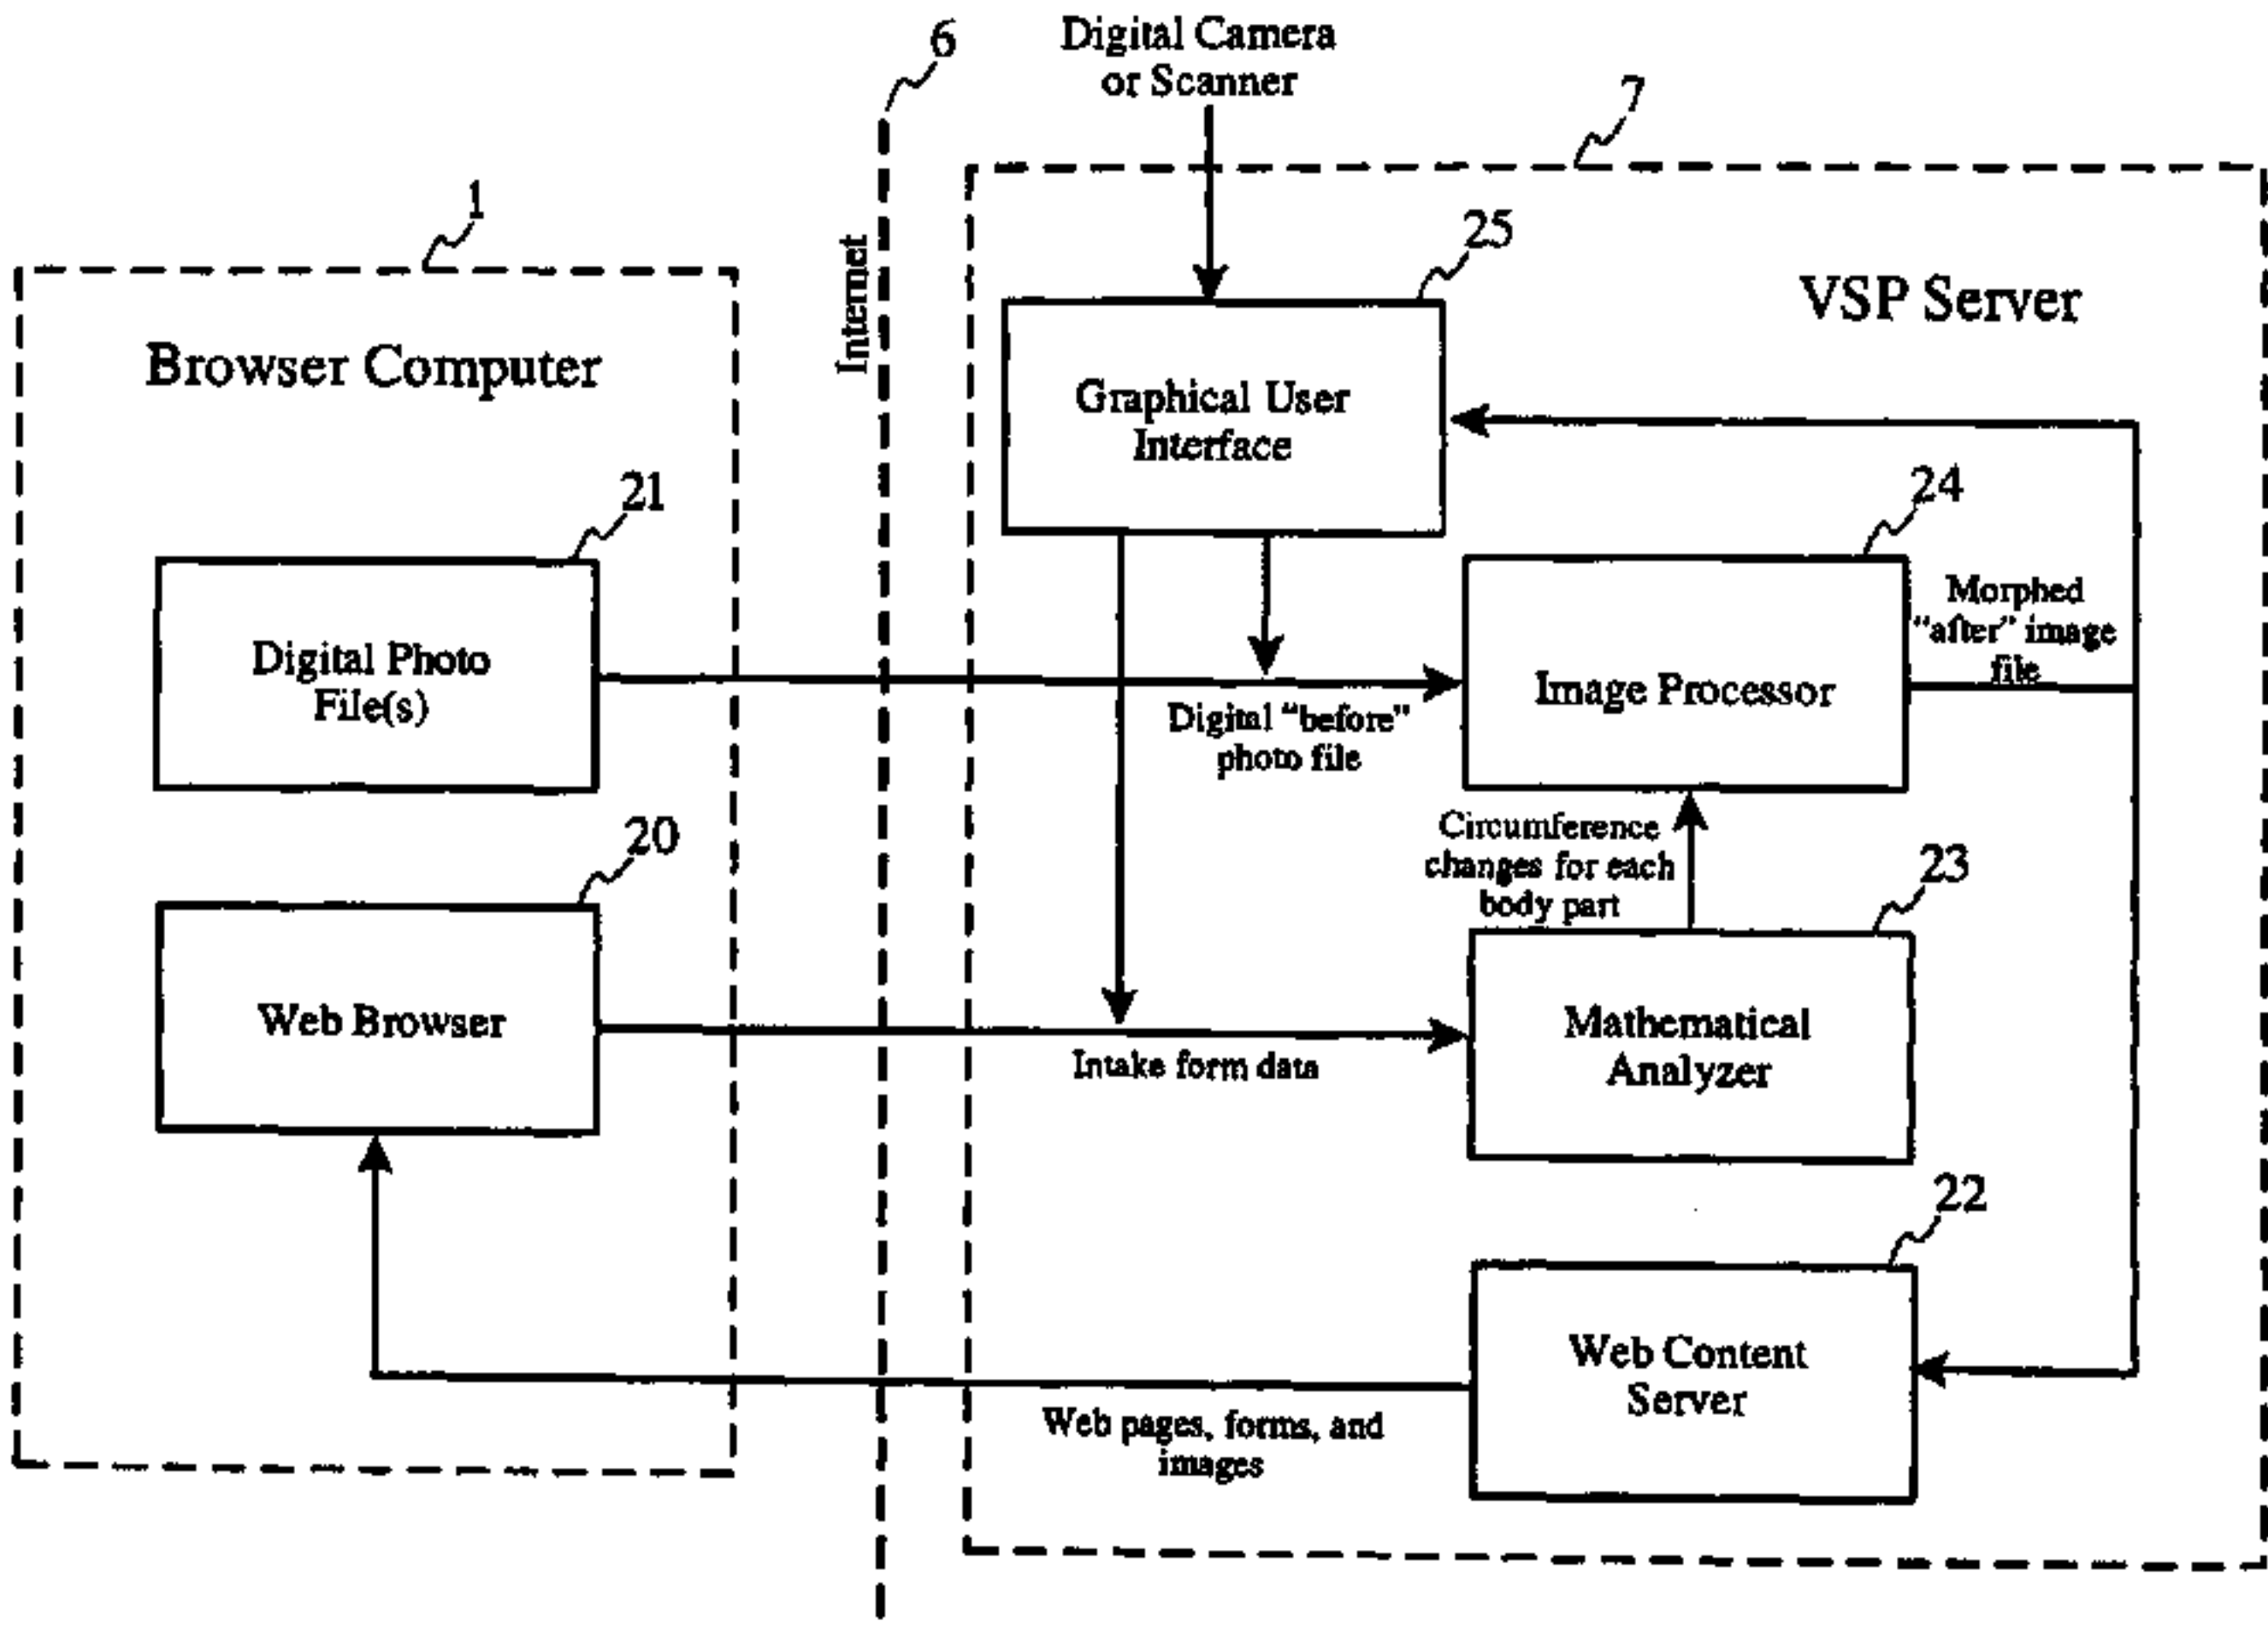 6
Digital Camera
or Scanner
7
1
Internet
25
VSP Server
Browser Computer
Graphical User
Interface
21
24
Digital Photo
File(s)
Morphed
"after" image
file
Image Processor
Digital "before"
photo file
20
Circumference
changes for each
body part
23
Web Browser
Mathematical
Analyzer
Intake form data
22
Web Content
Server
Web pages, forms, and
images